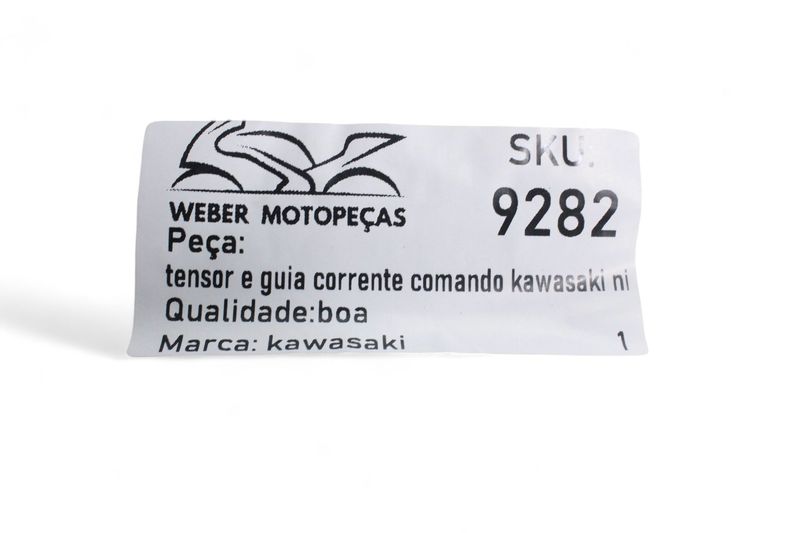 SKU.
WEBER MOTOPEÇAS
9282
Peça:
tensor e guia corrente comando kawasaki ni
Qualidade:boa
Marca: kawasaki
1